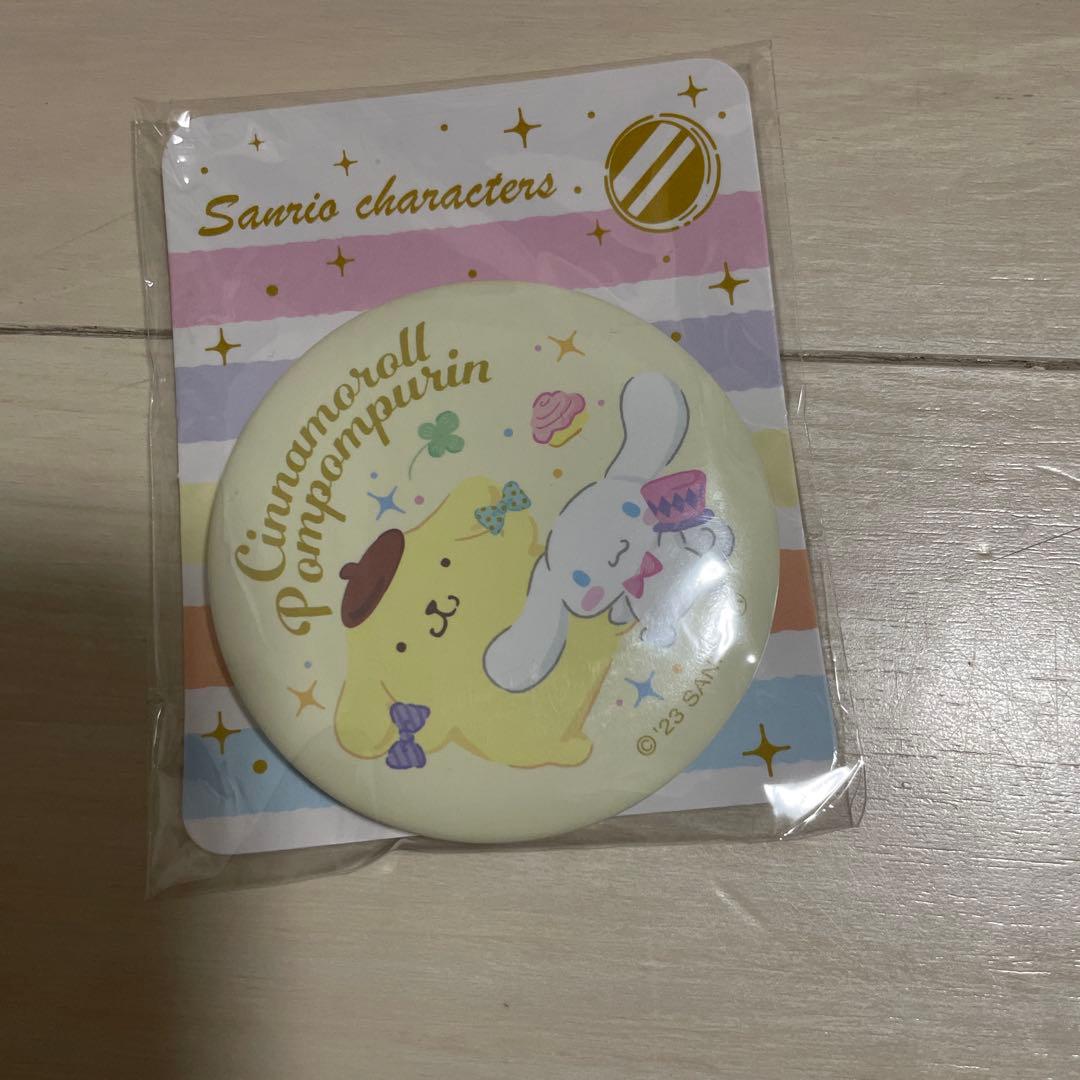 Sanrio characters
Cinnamoroll
Pompompurin
©'23 SAN